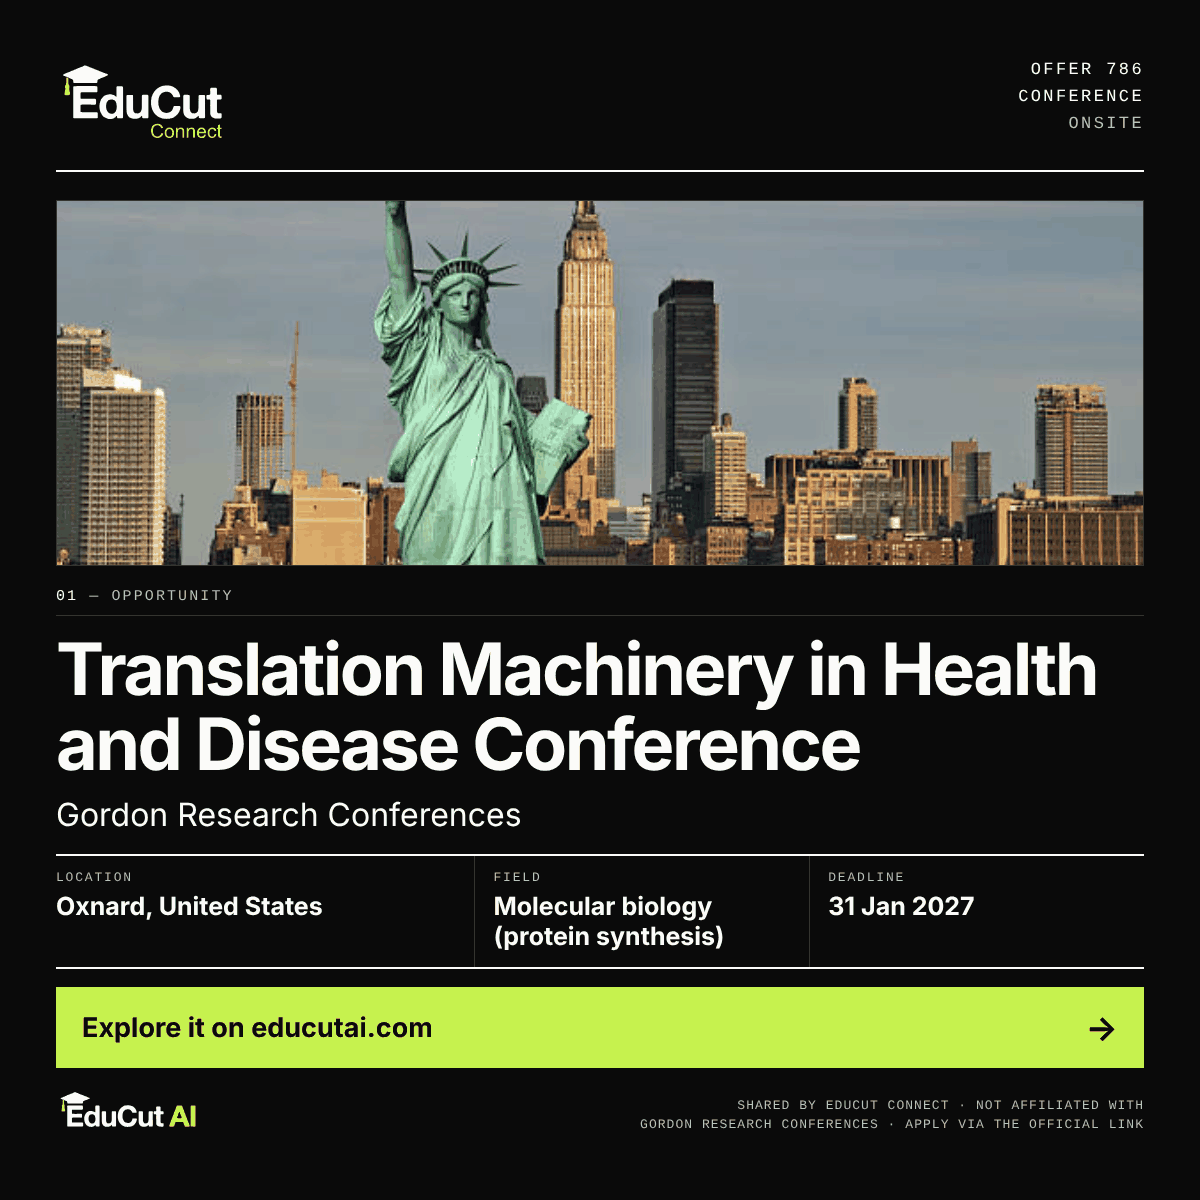 EduCut
Connect
OFFER 786
CONFERENCE
ONSITE
01 — OPPORTUNITY
Translation Machinery in Health
and Disease Conference
Gordon Research Conferences
LOCATION
Oxnard, United States
FIELD
Molecular biology
(protein synthesis)
DEADLINE
31 Jan 2027
Explore it on educutai.com →
EduCut AI
SHARED BY EDUCUT CONNECT · NOT AFFILIATED WITH
GORDON RESEARCH CONFERENCES · APPLY VIA THE OFFICIAL LINK